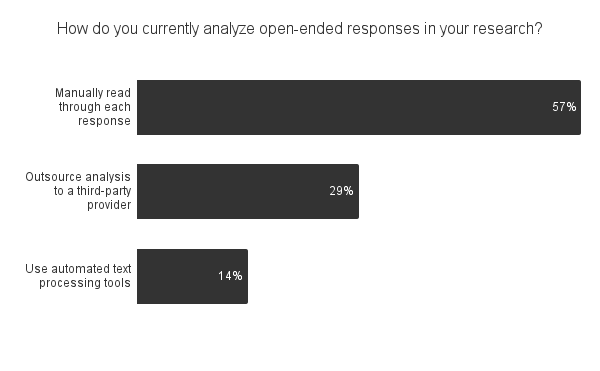 How do you currently analyze open-ended responses in your research?
Manually read
through each
response
57%
Outsource analysis
to a third-party
provider
29%
Use automated text
processing tools
14%